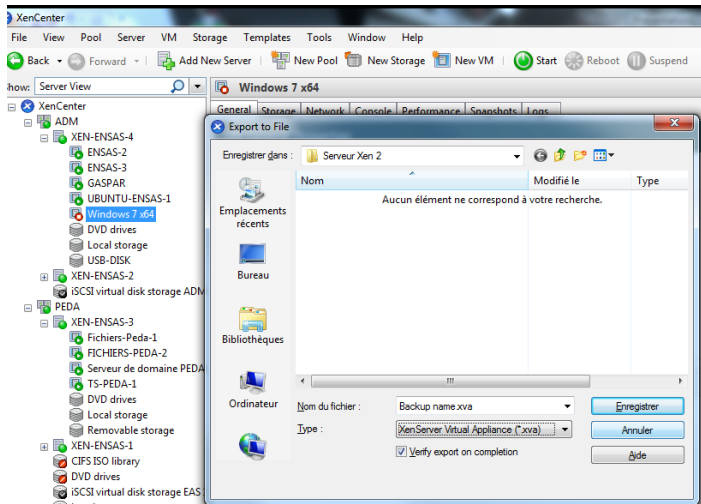 XenCenter
File View Pool Server VM Storage Templates Tools Window Help
Back Forward Add New Server New Pool New Storage New VM Start Reboot Suspend
how: Server View
Windows 7 x64
General Storage Network Console Performance Snapshots Logs
XenCenter
ADM
XEN-ENSAS-4
ENSAS-2
ENSAS-3
GASPAR
UBUNTU-ENSAS-1
Windows 7 x64
DVD drives
Local storage
USB-DISK
XEN-ENSAS-2
iSCSI virtual disk storage ADM
PEDA
XEN-ENSAS-3
Fichiers-Peda-1
FICHIERS-PEDA-2
Serveur de domaine PEDA
TS-PEDA-1
DVD drives
Local storage
Removable storage
XEN-ENSAS-1
CIFS ISO library
DVD drives
iSCSI virtual disk storage EAS
Export to File
Enregistrer dans : Serveur Xen 2
Nom Modifié le Type
Aucun élément ne correspond à votre recherche.
Emplacements
récents
Bureau
Bibliothèques
Ordinateur
Nom du fichier : Backup name.xva Enregistrer
Type : XenServer Virtual Appliance (*.xva) Annuler
Verify export on completion Aide